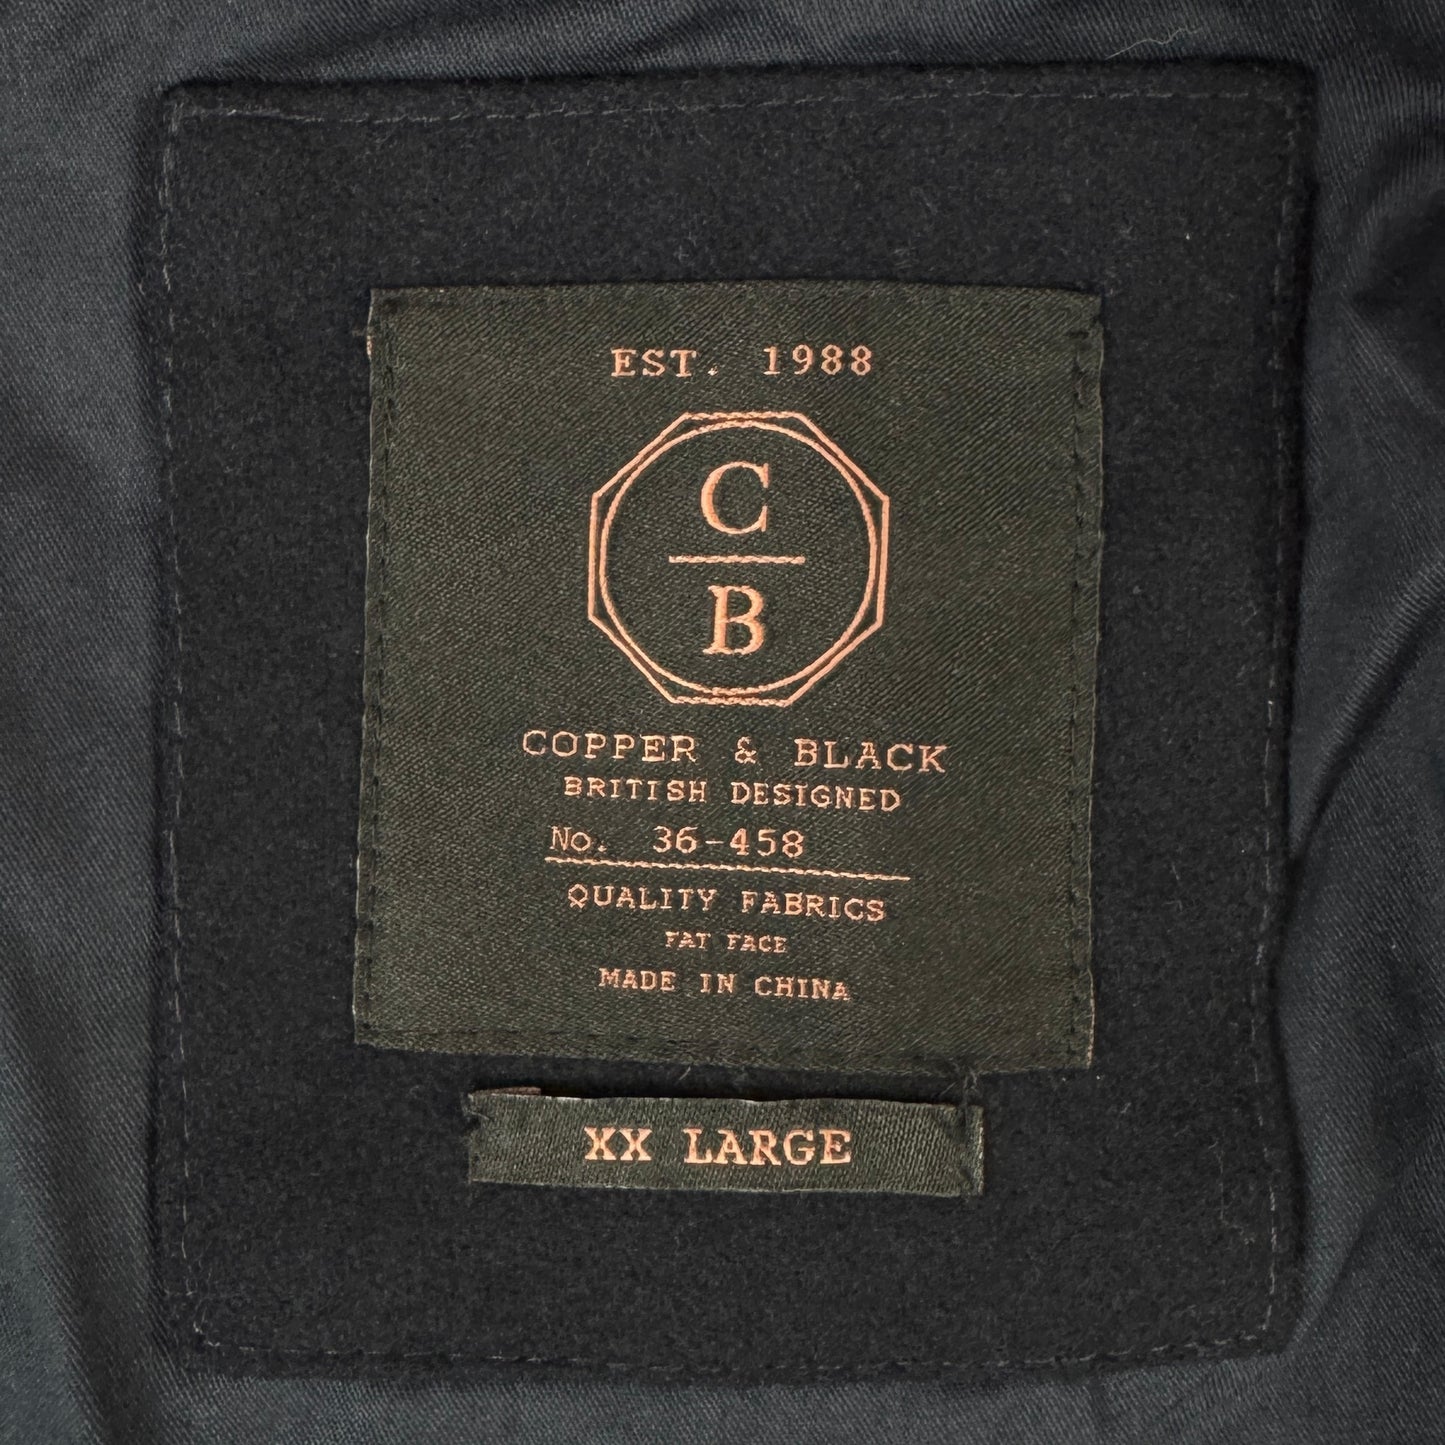 EST. 1988
C
B
COPPER & BLACK
BRITISH DESIGNED
No. 36-458
QUALITY FABRICS
FAT FACE
MADE IN CHINA
XX LARGE